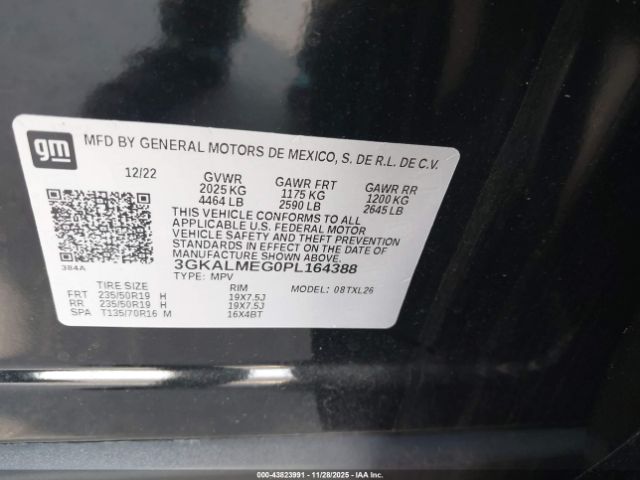 gm
MFD BY GENERAL MOTORS DE MEXICO, S. DE R.L. DE C.V.
12/22 GVWR GAWR FRT GAWR RR
2025 KG 1175 KG 1200 KG
4464 LB 2590 LB 2645 LB
THIS VEHICLE CONFORMS TO ALL
APPLICABLE U.S. FEDERAL MOTOR
VEHICLE SAFETY AND THEFT PREVENTION
STANDARDS IN EFFECT ON THE DATE OF
MANUFACTURE SHOWN ABOVE.
384A 3GKALMEG0PL164388
TYPE: MPV
TIRE SIZE RIM MODEL: 08TXL26
FRT 235/50R19 H 19X7.5J
RR 235/50R19 H 19X7.5J
SPA T135/70R16 M 16X4BT
000-43823991 - 11/28/2025 - IAAI, Inc.